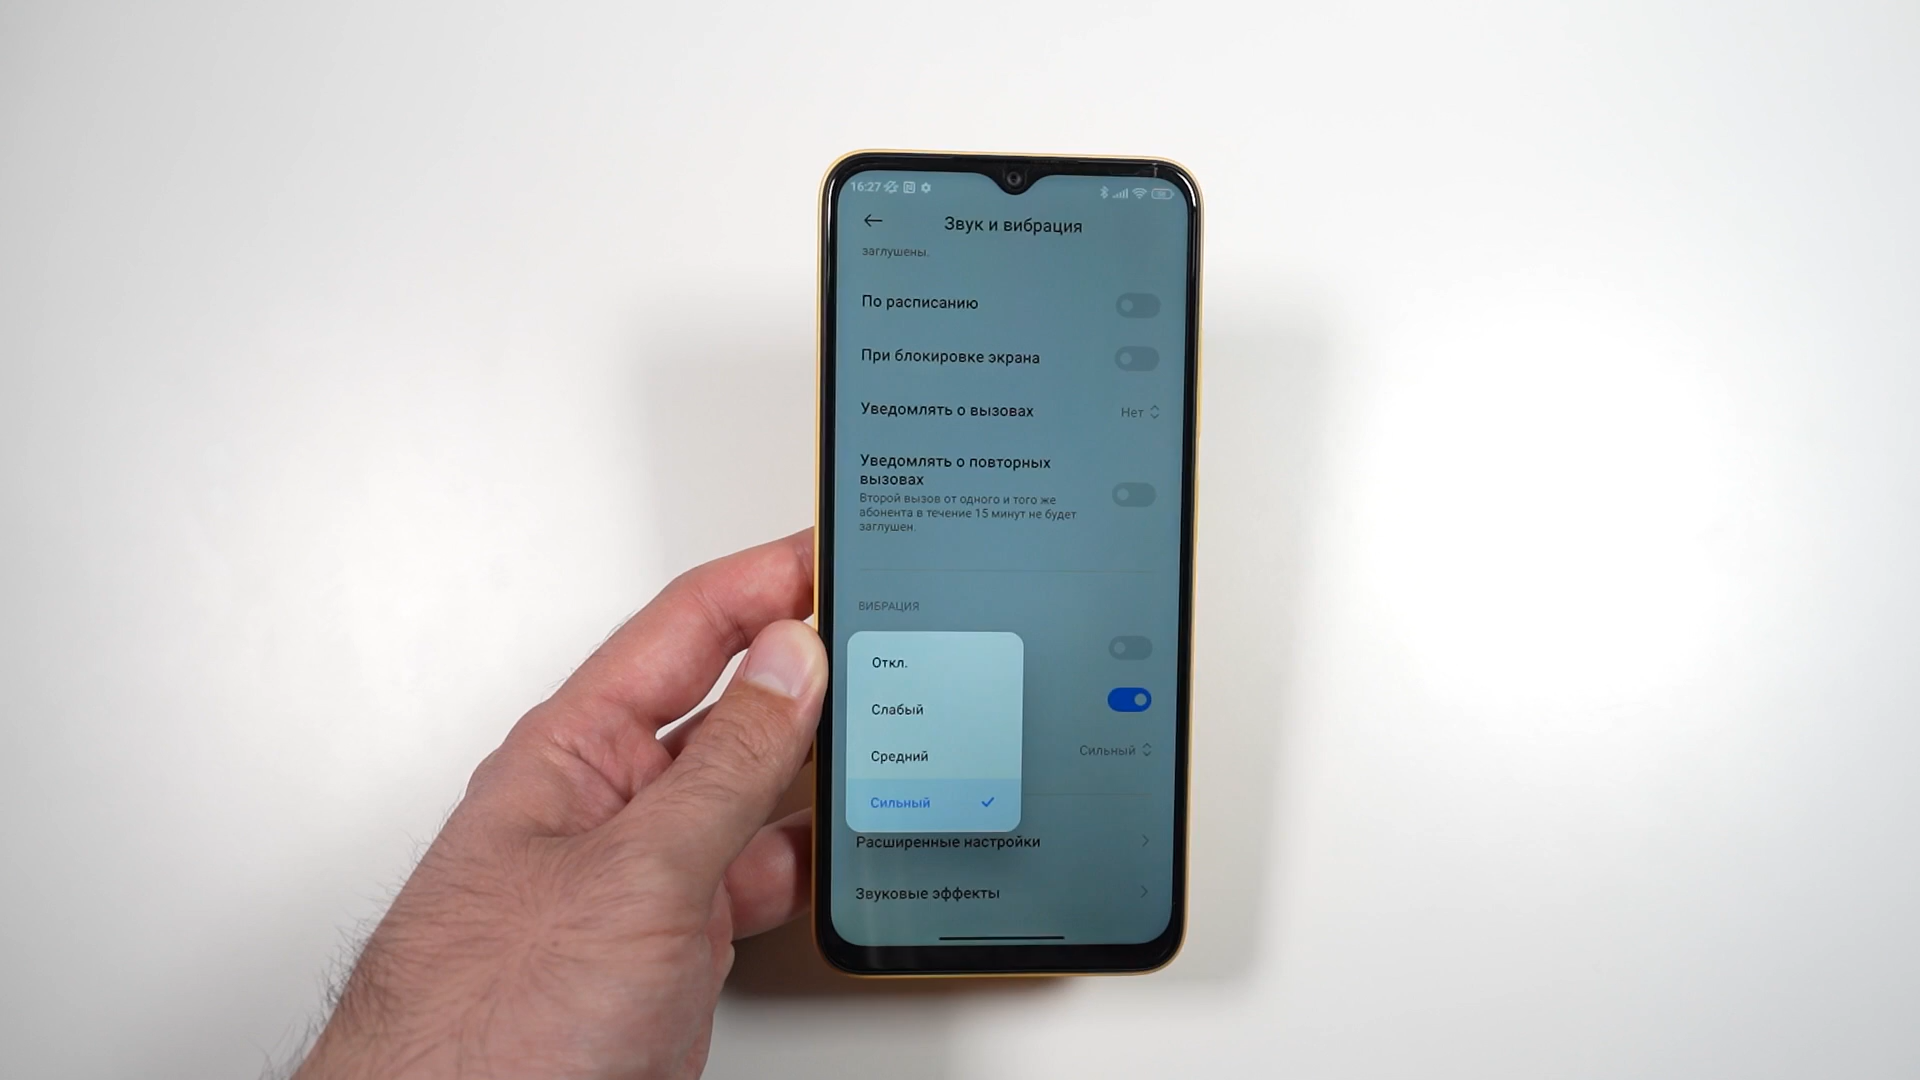 16:27
Звук и вибрация
заглушены.
По расписанию
При блокировке экрана
Уведомлять о вызовах
Нет
Уведомлять о повторных
вызовах
Второй вызов от одного и того же
абонента в течение 15 минут не будет
заглушен.
ВИБРАЦИЯ
Откл.
Слабый
Средний
Сильный
Сильный
Расширенные настройки
Звуковые эффекты